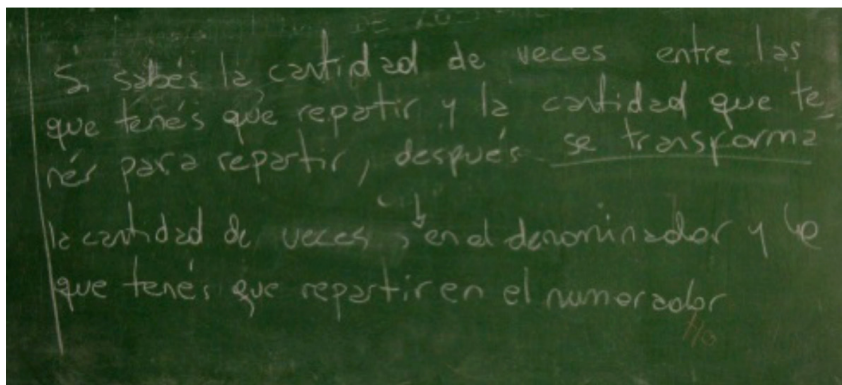 Si sabés la cantidad de veces entre las
que tenés que repartir y la cantidad que te-
nés para repartir, después se transforma
la cantidad de veces, en el denominador y lo
que tenés que repartir en el numerador